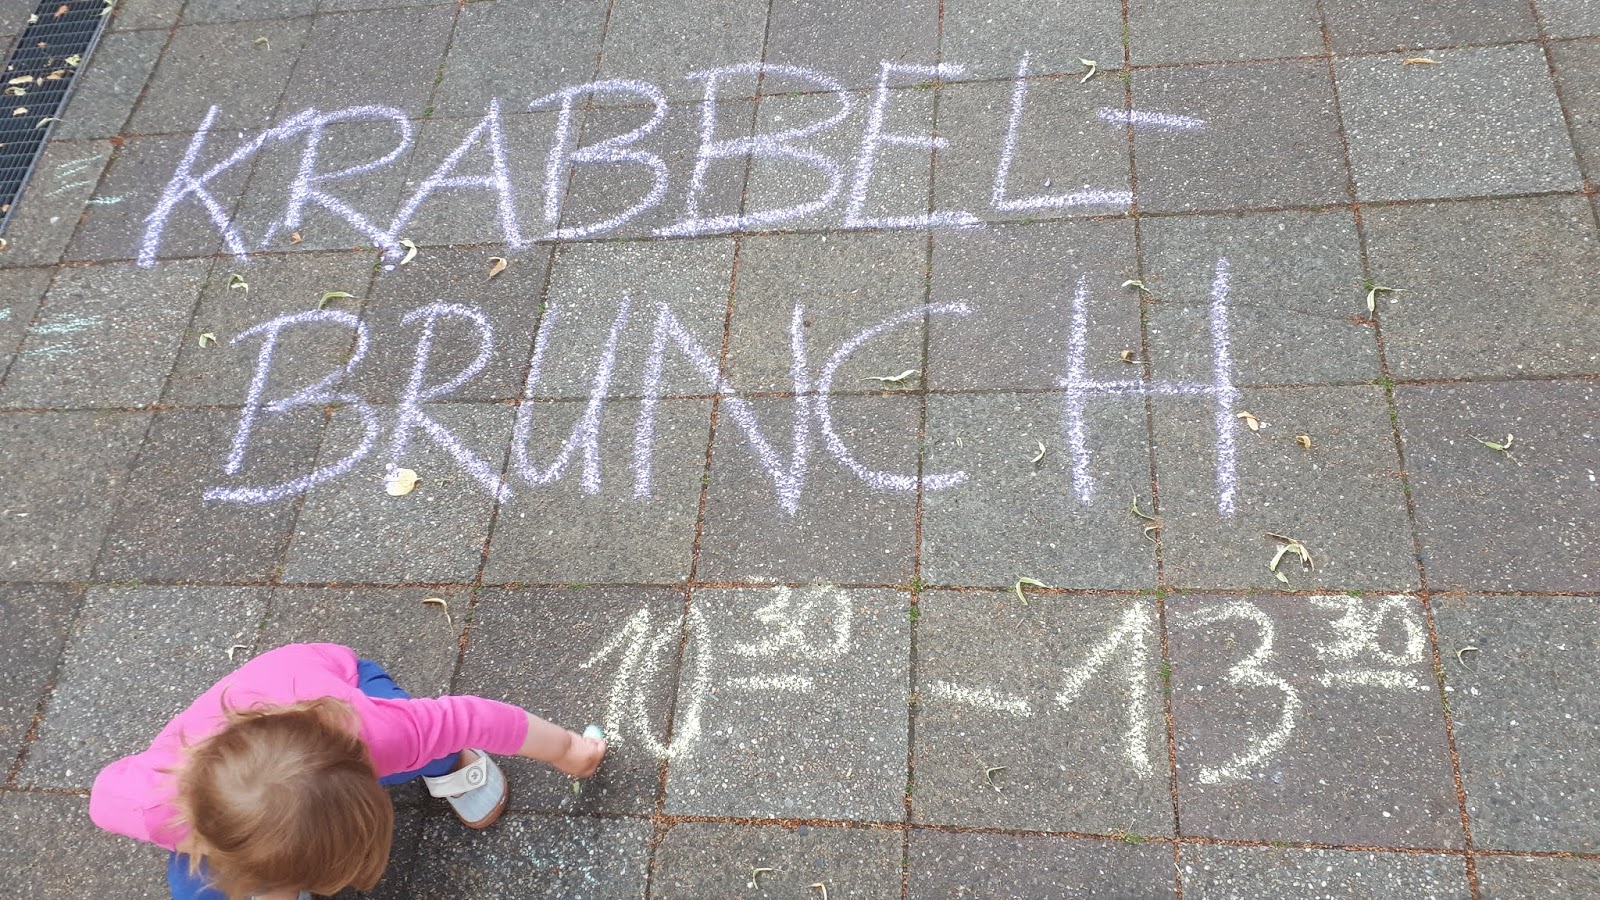 KRABBEL-
BRUNCH
10³⁰ - 13³⁰